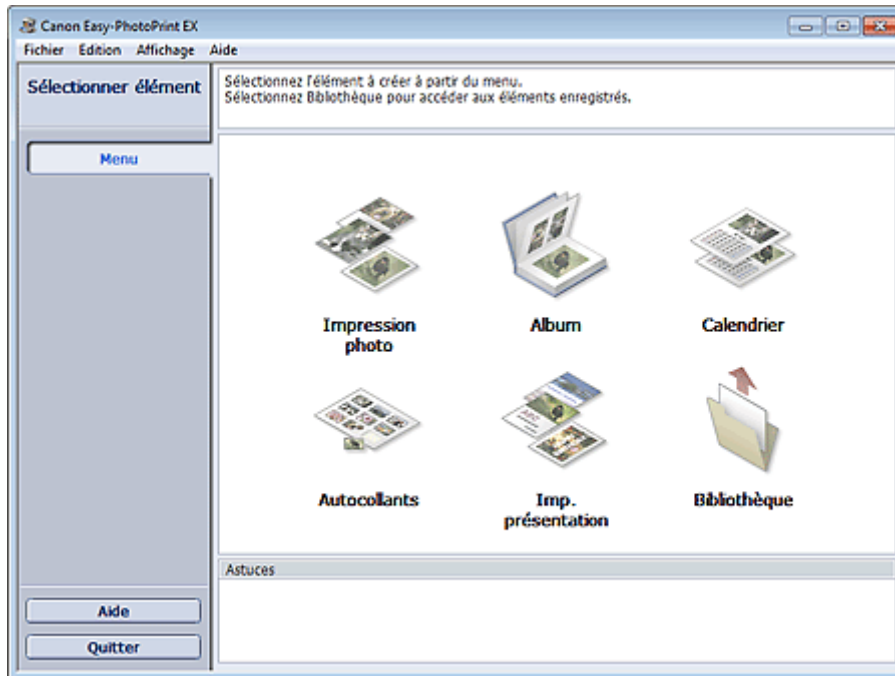 Canon Easy-PhotoPrint EX
Fichier Edition Affichage Aide
Sélectionner élément
Sélectionnez l'élément à créer à partir du menu.
Sélectionnez Bibliothèque pour accéder aux éléments enregistrés.
Menu
Impression
photo
Album
Calendrier
Autocollants
Imp.
présentation
Bibliothèque
Astuces
Aide
Quitter